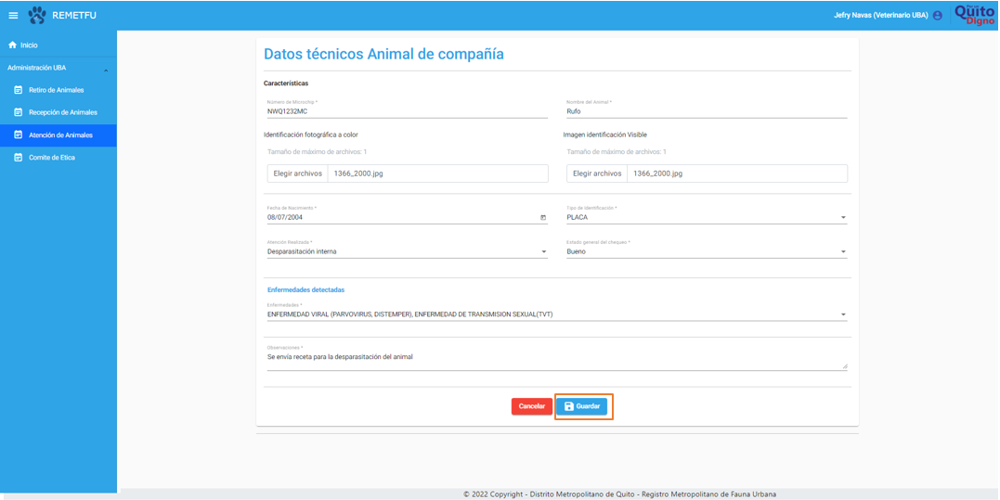 REMETFU
Jefry Navas (Veterinario UBA)
Quito
Digno
Inicio
Administración UBA
Retiro de Animales
Recepción de Animales
Atención de Animales
Comite de Etica
Datos técnicos Animal de compañía
Características
Número de Microchip *
NWQ1232MC
Nombre del Animal *
Rufo
Identificación fotográfica a color
Imagen identificación Visible
Tamaño de máximo de archivos: 1
Tamaño de máximo de archivos: 1
Elegir archivos 1366_2000.jpg
Elegir archivos 1366_2000.jpg
Fecha de Nacimiento *
08/07/2004
Tipo de identificación *
PLACA
Atención Realizada *
Desparasitación interna
Estado general del chequeo *
Bueno
Enfermedades detectadas
Enfermedades *
ENFERMEDAD VIRAL (PARVOVIRUS, DISTEMPER), ENFERMEDAD DE TRANSMISION SEXUAL(TVT)
Observaciones *
Se envía receta para la desparasitación del animal
Cancelar
Guardar
© 2022 Copyright - Distrito Metropolitano de Quito - Registro Metropolitano de Fauna Urbana